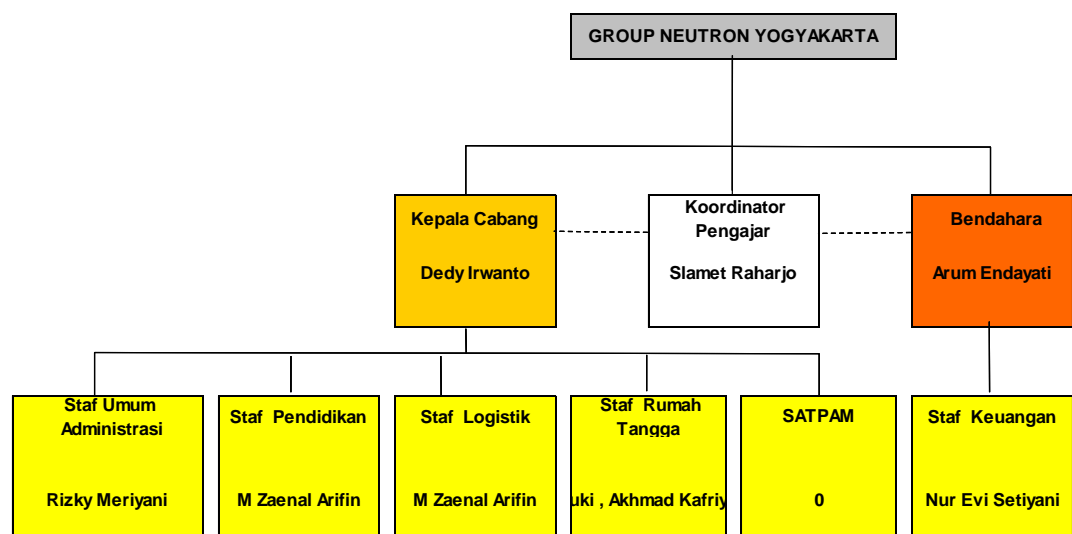 GROUP NEUTRON YOGYAKARTA
Kepala Cabang
Dedy Irwanto
Koordinator
Pengajar
Slamet Raharjo
Bendahara
Arum Endayati
Staf Umum
Administrasi
Rizky Meriyani
Staf Pendidikan
M Zaenal Arifin
Staf Logistik
M Zaenal Arifin
Staf Rumah
Tangga
, Akhmad
SATPAM
0
Staf Keuangan
Nur Evi Setiyani